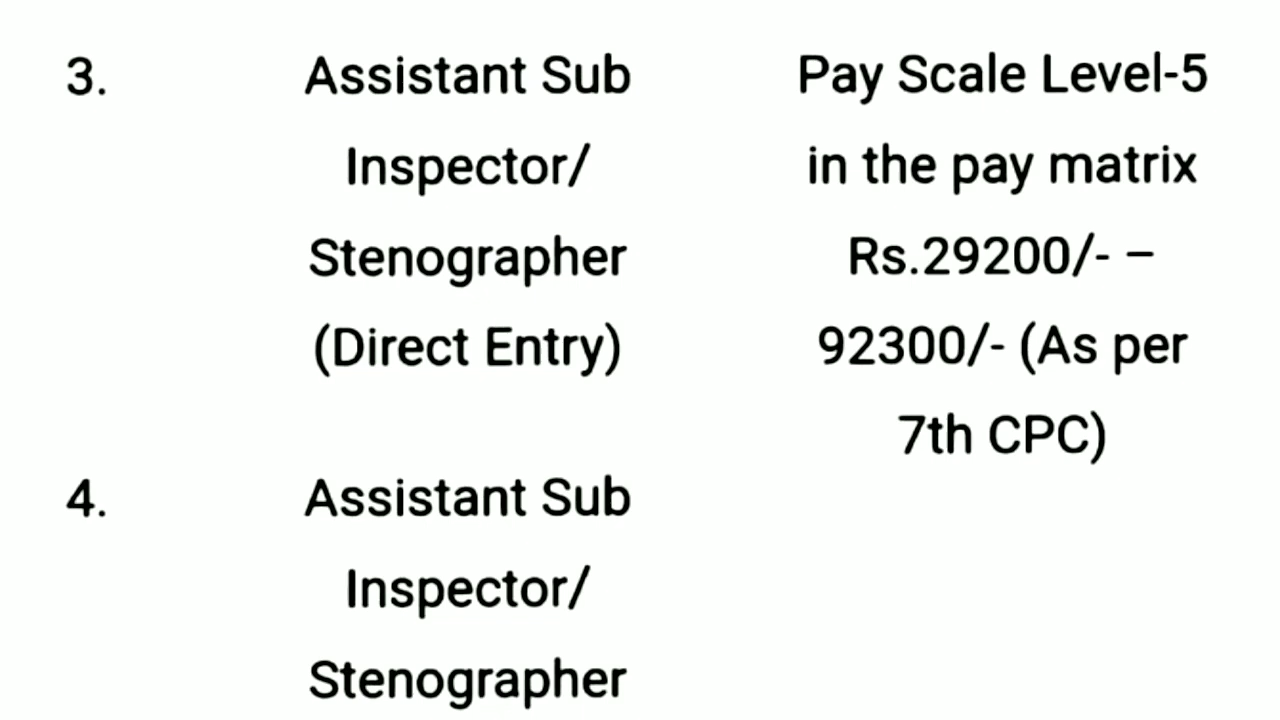 3.
Assistant Sub
Inspector/
Stenographer
(Direct Entry)
Pay Scale Level-5
in the pay matrix
Rs.29200/- –
92300/- (As per
7th CPC)
4.
Assistant Sub
Inspector/
Stenographer